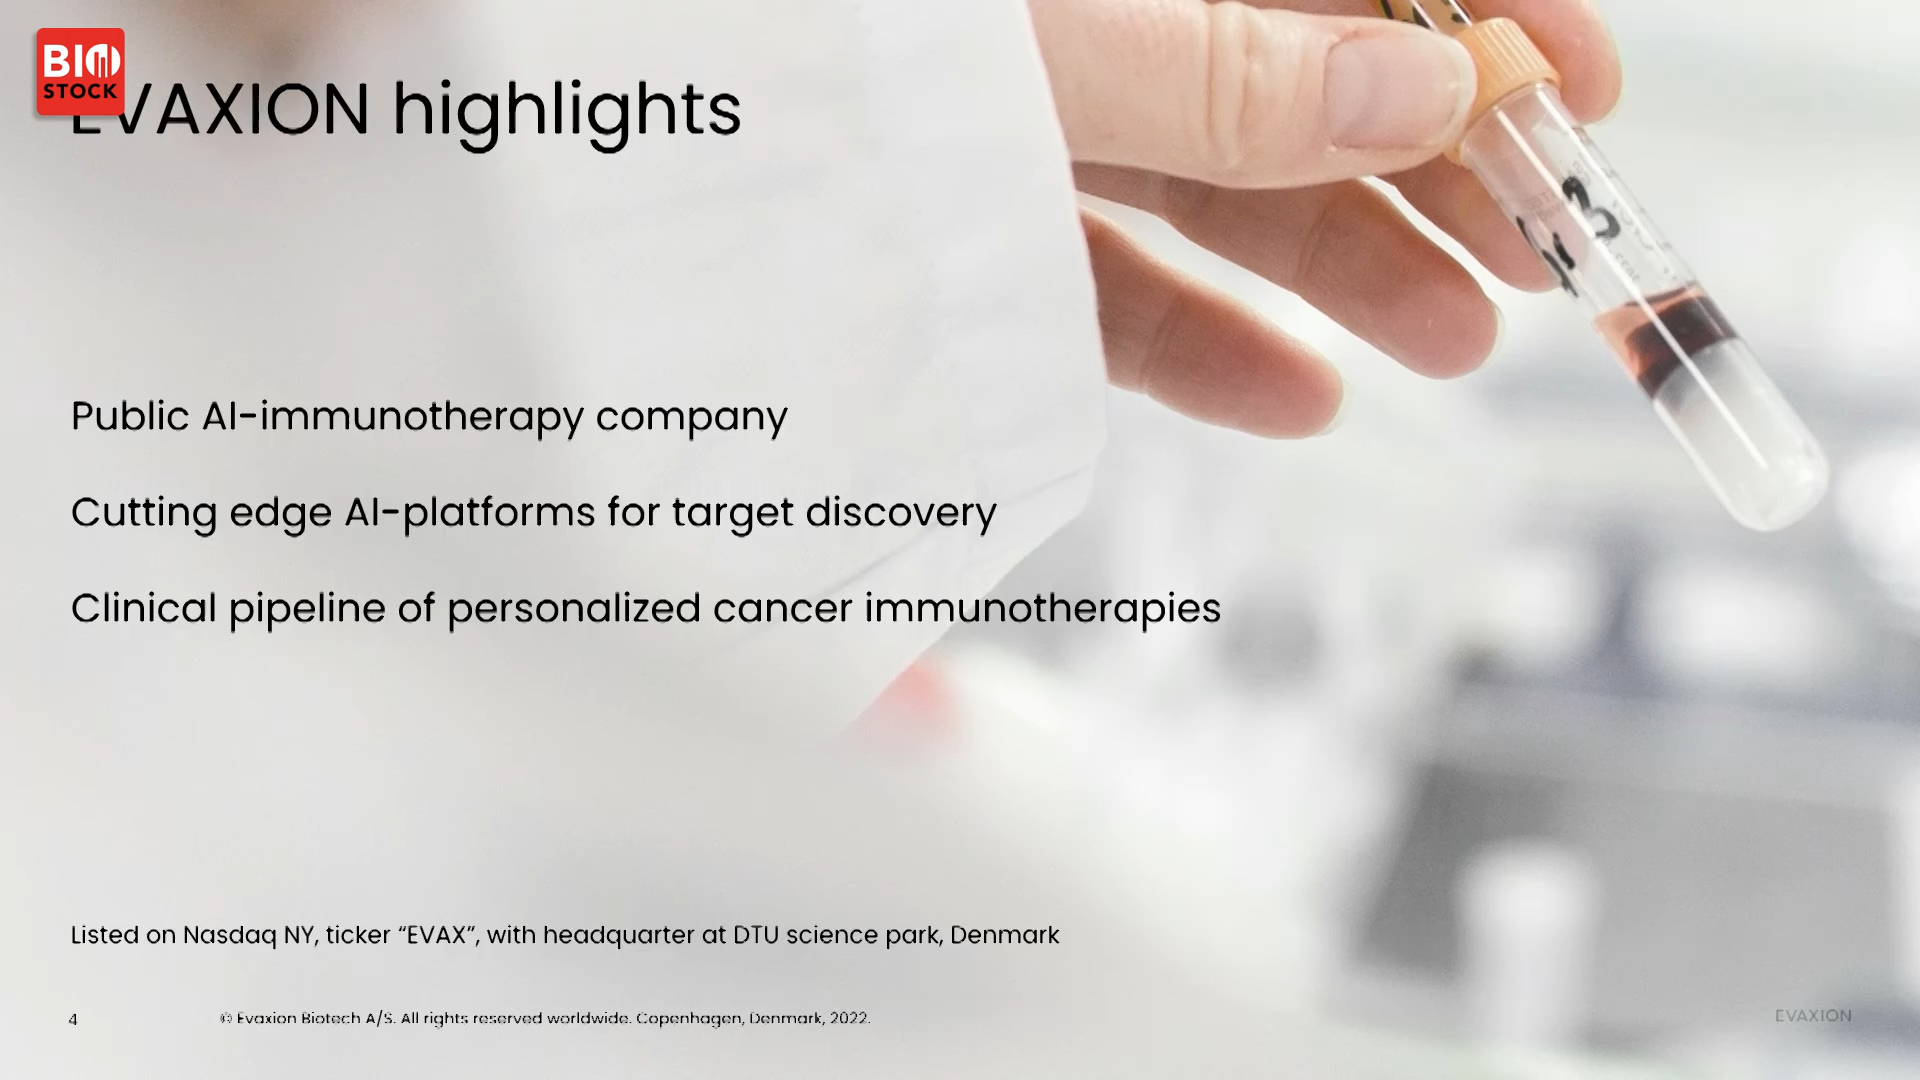 BIO
STOCK
EVAXION highlights
Public AI-immunotherapy company
Cutting edge AI-platforms for target discovery
Clinical pipeline of personalized cancer immunotherapies
Listed on Nasdaq NY, ticker “EVAX”, with headquarter at DTU science park, Denmark
4
© Evaxion Biotech A/S. All rights reserved worldwide. Copenhagen, Denmark, 2022.
EVAXION